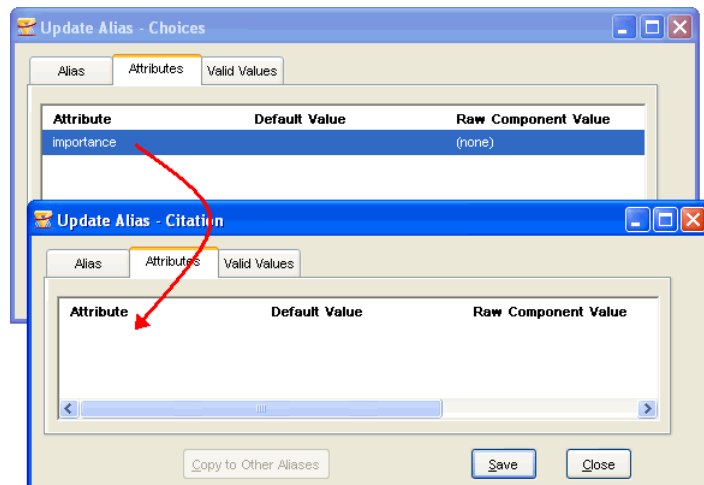 Update Alias - Choices
Alias Attributes Valid Values
Attribute Default Value Raw Component Value
importance (none)
Update Alias - Citation
Alias Attributes Valid Values
Attribute Default Value Raw Component Value
Copy to Other Aliases Save Close